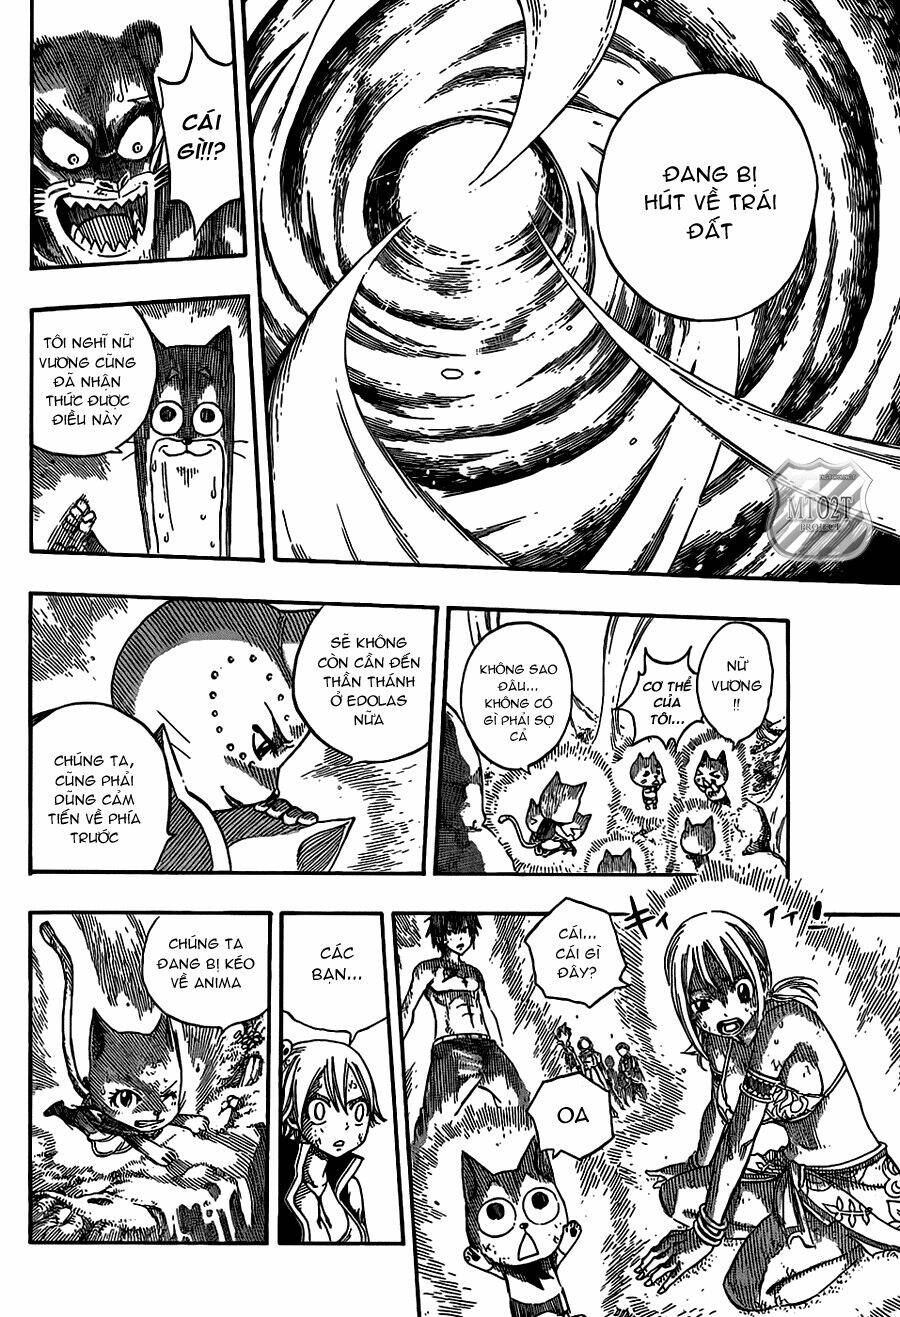 ĐANG BỊ
HÚT VỀ TRÁI
ĐẤT
CÁI
GÌ!!?
TÔI NGHĨ NỮ
VƯƠNG CŨNG
ĐÃ NHẬN
THỨC ĐƯỢC
ĐIỀU NÀY
MT02T
PROJECT
NỮ
VƯƠNG
!!
CƠ THỂ
CỦA
TÔI...
KHÔNG SAO
ĐÂU...
KHÔNG CÓ
GÌ PHẢI SỢ
CẢ
SẼ KHÔNG
CÒN CẦN ĐẾN
THẦN THÁNH
Ở EDOLAS
NỮA
CHÚNG TA,
CŨNG PHẢI
DŨNG CẢM
TIẾN VỀ PHÍA
TRƯỚC
CÁI...
CÁI GÌ
ĐÂY?
OA
CÁC
BẠN...
CHÚNG TA
ĐANG BỊ KÉO
VỀ ANIMA